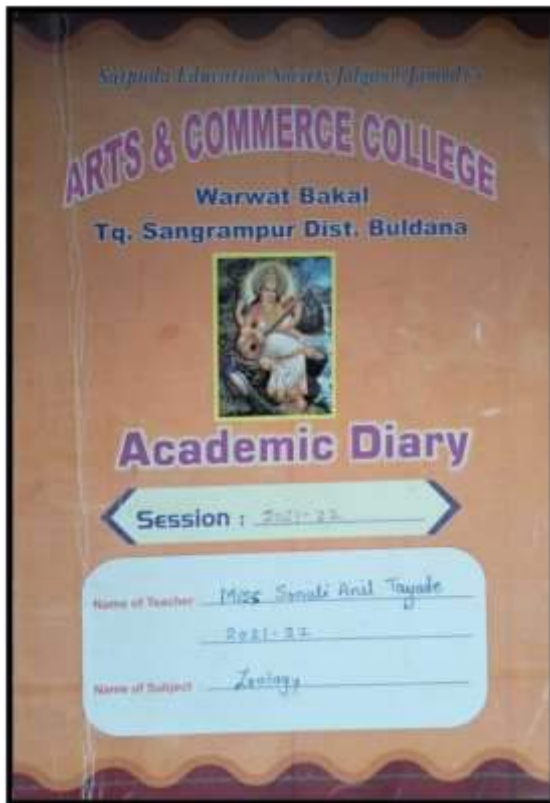 Satpuda Education Society Jalgaon (Jamod)'s
ARTS & COMMERCE COLLEGE
Warwat Bakal
Tq. Sangrampur Dist. Buldana
Academic Diary
Session : 2021-22
Name of Teacher Miss Sonali Anil Tayade
2021-22
Name of Subject Zoology